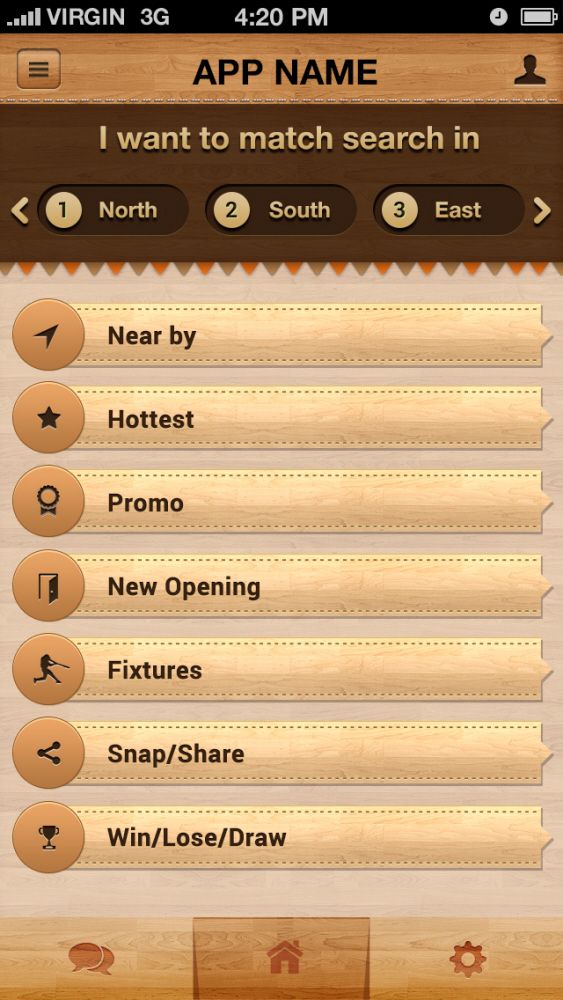 VIRGIN 3G 4:20 PM
APP NAME
I want to match search in
1 North 2 South 3 East
Near by
Hottest
Promo
New Opening
Fixtures
Snap/Share
Win/Lose/Draw